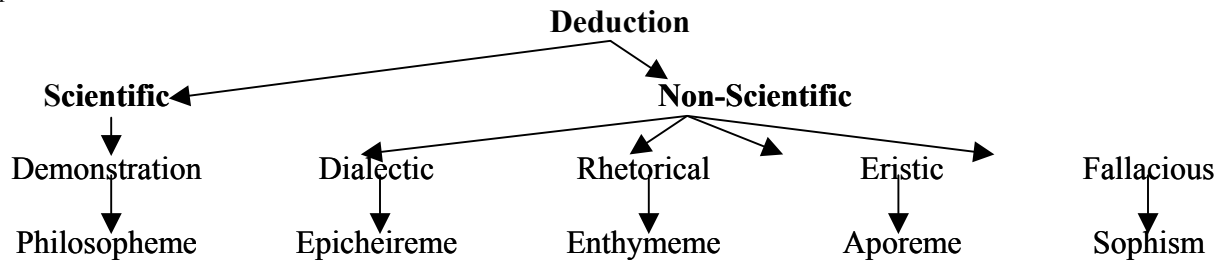 Deduction
Scientific Non-Scientific
Demonstration Dialectic Rhetorical Eristic Fallacious
Philosopheme Epicheireme Enthymeme Aporeme Sophism